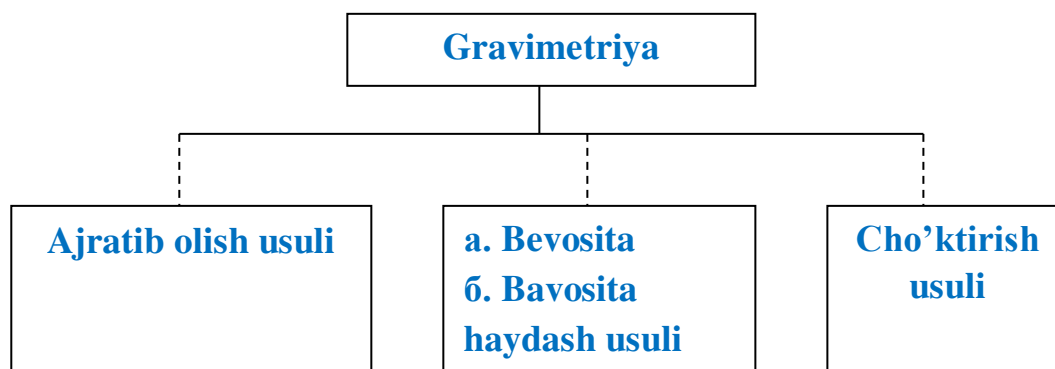 Gravimetriya
Ajratib olish usuli
a. Bevosita
б. Bavosita
haydash usuli
Cho’ktirish
usuli